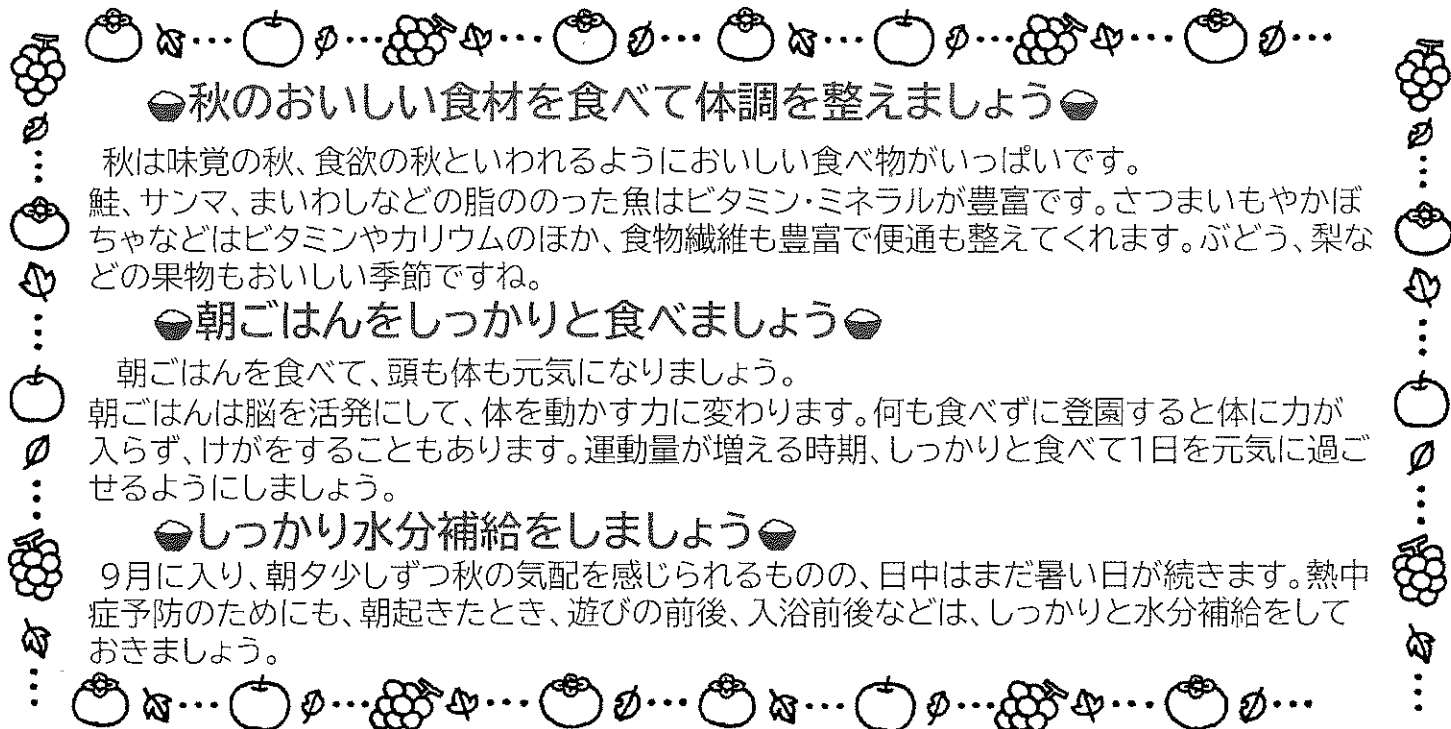 秋のおいしい食材を食べて体調を整えましょう
秋は味覚の秋、食欲の秋といわれるようにおいしい食べ物がいっぱいです。
鮭、サンマ、まいわしなどの脂ののった魚はビタミン・ミネラルが豊富です。さつまいもやかぼ
ちゃなどはビタミンやカリウムのほか、食物繊維も豊富で便通も整えてくれます。ぶどう、梨な
どの果物もおいしい季節ですね。
朝ごはんをしっかりと食べましょう
朝ごはんを食べて、頭も体も元気になりましょう。
朝ごはんは脳を活発にして、体を動かす力に変わります。何も食べずに登園すると体に力が
入らず、けがをすることもあります。運動量が増える時期、しっかりと食べて1日を元気に過ご
せるようにしましょう。
しっかり水分補給をしましょう
9月に入り、朝夕少しずつ秋の気配を感じられるものの、日中はまだ暑い日が続きます。熱中
症予防のためにも、朝起きたとき、遊びの前後、入浴前後などは、しっかりと水分補給をして
おきましょう。